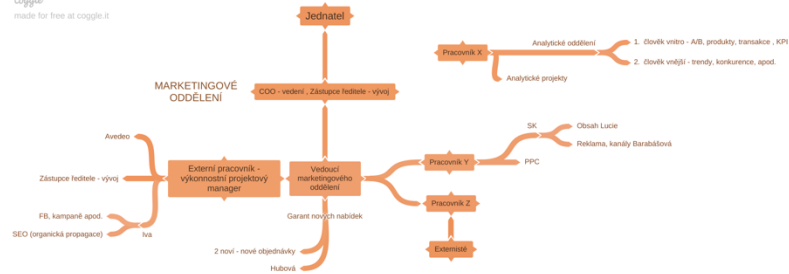 coggle
made for free at coggle.it
Jednatel
MARKETINGOVÉ
ODDĚLENÍ
COO - vedení , Zástupce ředitele - vývoj
Pracovník X
Analytické oddělení
1. člověk vnitro - A/B, produkty, transakce , KPI
2. člověk vnější - trendy, konkurence, apod.
Analytické projekty
Avedeo
Zástupce ředitele - vývoj
FB, kampaně apod.
SEO (organická propagace)
Iva
Externí pracovník -
výkonnostní projektový
manager
Vedoucí
marketingového
oddělení
Garant nových nabídek
2 noví - nové objednávky
Hubová
Pracovník Y
SK
Obsah Lucie
Reklama, kanály Barabášová
PPC
Pracovník Z
Externisté